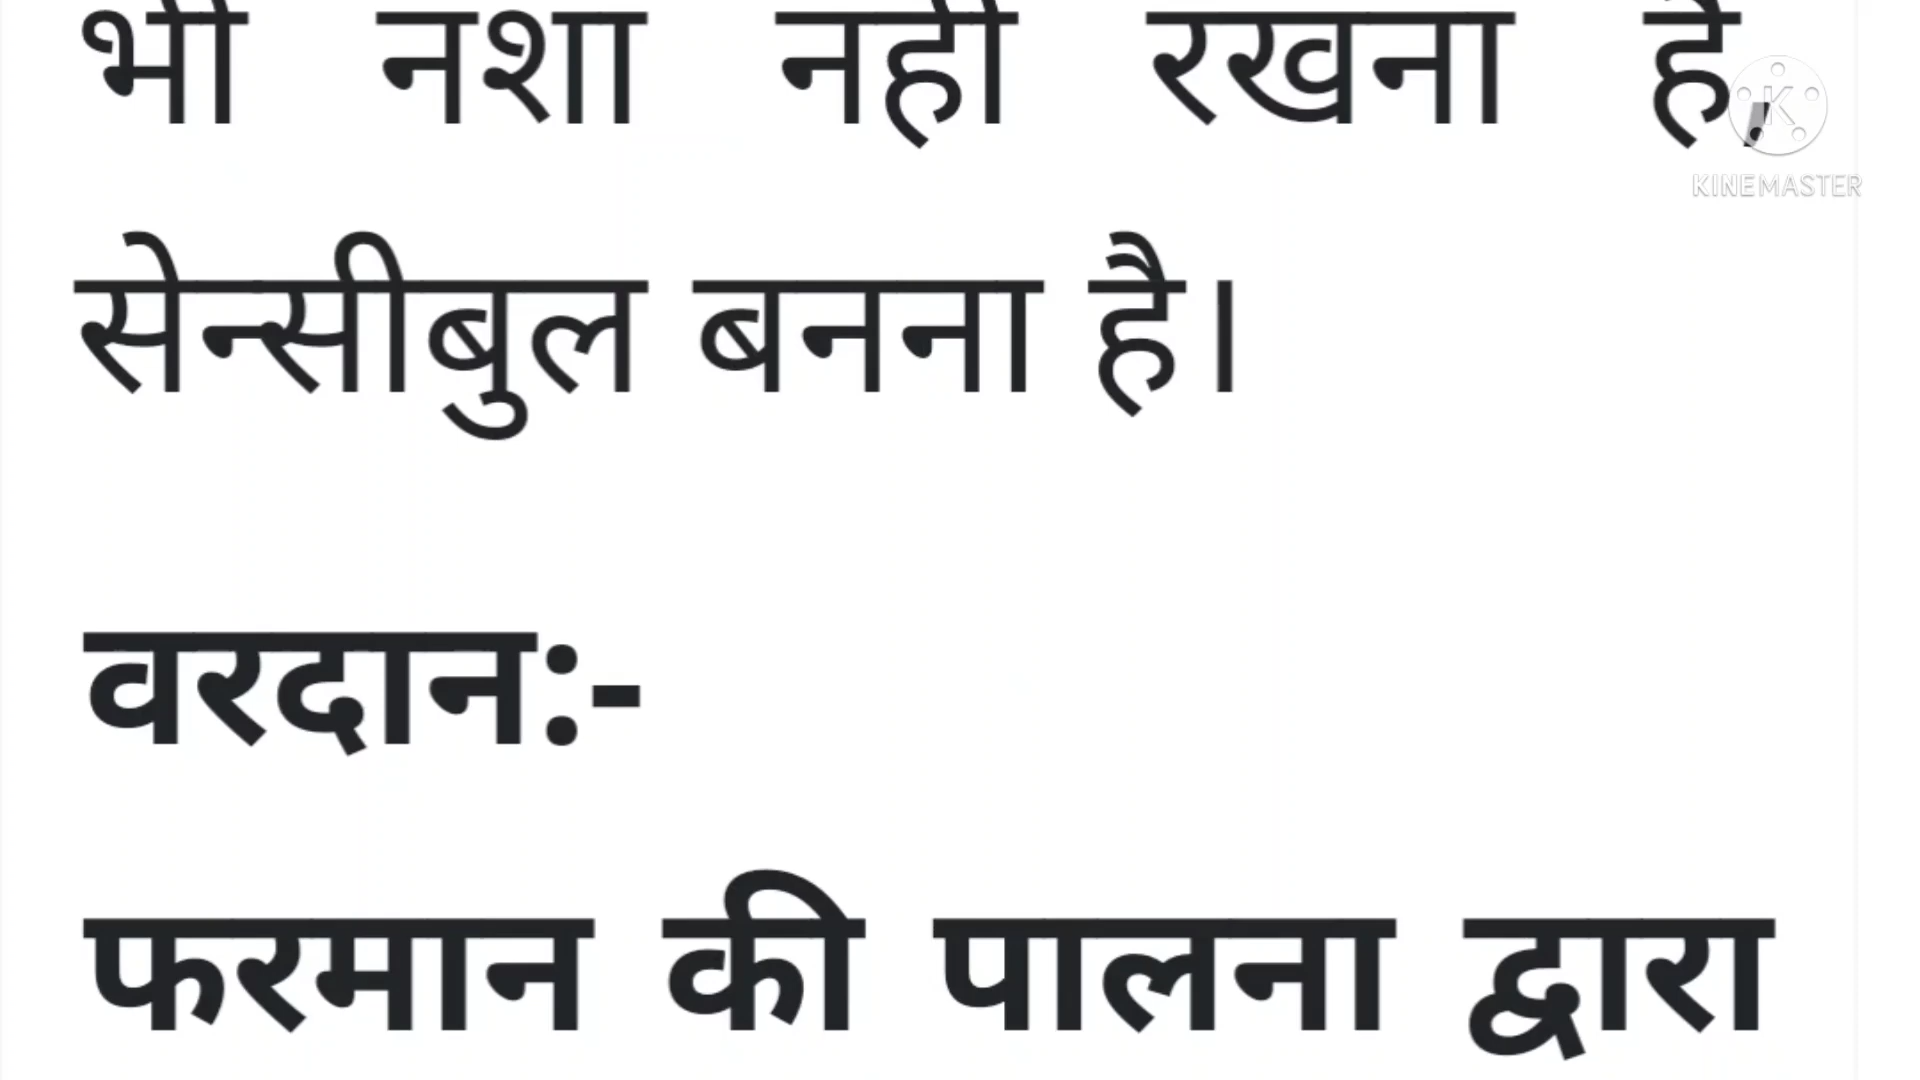 भी नशा नहीं रखना है,
KINEMASTER
सेन्सीबुल बनना है।
वरदान:-
फरमान की पालना द्वारा